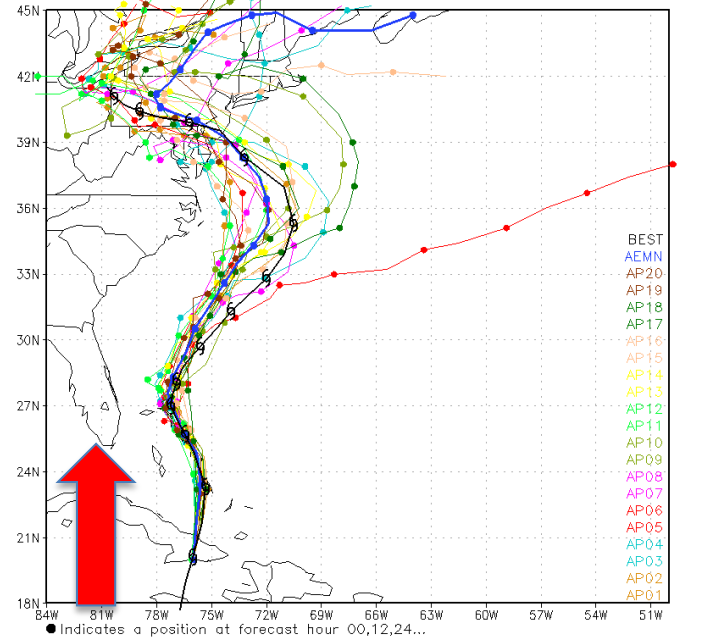 45N
42N
39N
36N
33N
30N
27N
24N
21N
18N
BEST
AEMN
AP20
AP19
AP18
AP17
AP16
AP15
AP14
AP13
AP12
AP11
AP10
AP09
AP08
AP07
AP06
AP05
AP04
AP03
AP02
AP01
84W 81W 78W 75W 72W 69W 66W 63W 60W 57W 54W 51W
Indicates a position at forecast hour 00,12,24...